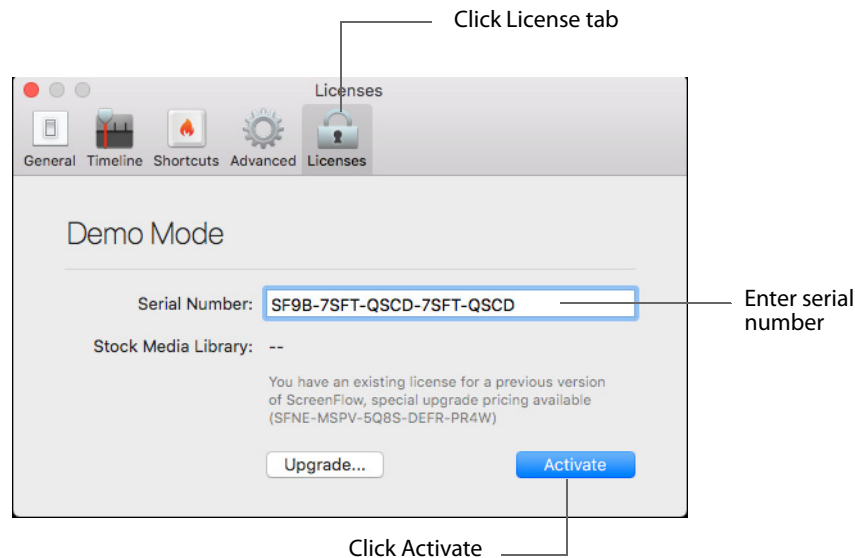 Click License tab
Licenses
General Timeline Shortcuts Advanced Licenses
Demo Mode
Serial Number: SF9B-7SFT-QSCD-7SFT-QSCD
Enter serial
number
Stock Media Library: --
You have an existing license for a previous version
of ScreenFlow, special upgrade pricing available
(SFNE-MSPV-5Q8S-DEFR-PR4W)
Upgrade... Activate
Click Activate